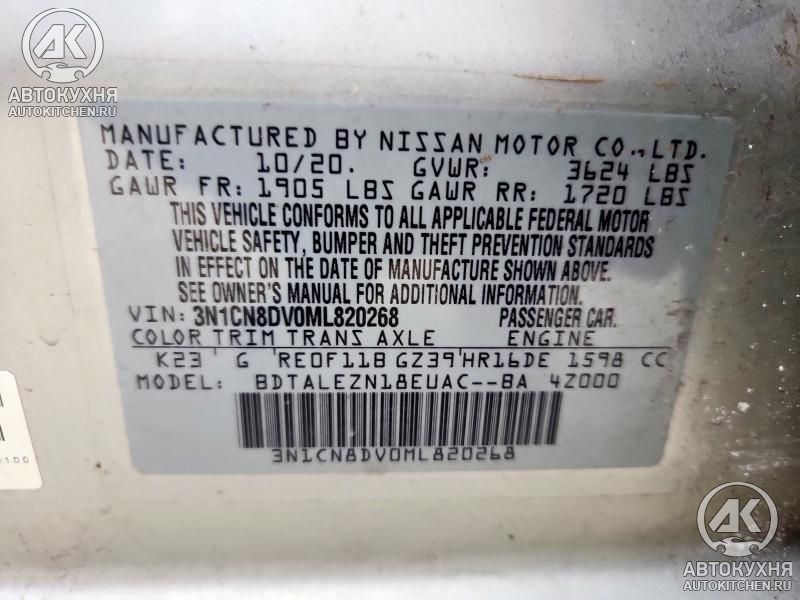 AK
АВТОКУХНЯ
AUTOKITCHEN.RU
MANUFACTURED BY NISSAN MOTOR CO.,LTD.
DATE: 10/20. GVWR: 3624 LBS
GAWR FR: 1905 LBS GAWR RR: 1720 LBS
THIS VEHICLE CONFORMS TO ALL APPLICABLE FEDERAL MOTOR
VEHICLE SAFETY, BUMPER AND THEFT PREVENTION STANDARDS
IN EFFECT ON THE DATE OF MANUFACTURE SHOWN ABOVE.
SEE OWNER'S MANUAL FOR ADDITIONAL INFORMATION.
VIN: 3N1CN8DV0ML820268 PASSENGER CAR.
COLOR TRIM TRANS AXLE ENGINE
K23 G RE0F11B GZ39 HR16DE 1598 CC
MODEL: BDTALEZN18EUAC--BA 4Z000
3N1CN8DV0ML820268
AK
АВТОКУХНЯ
AUTOKITCHEN.RU